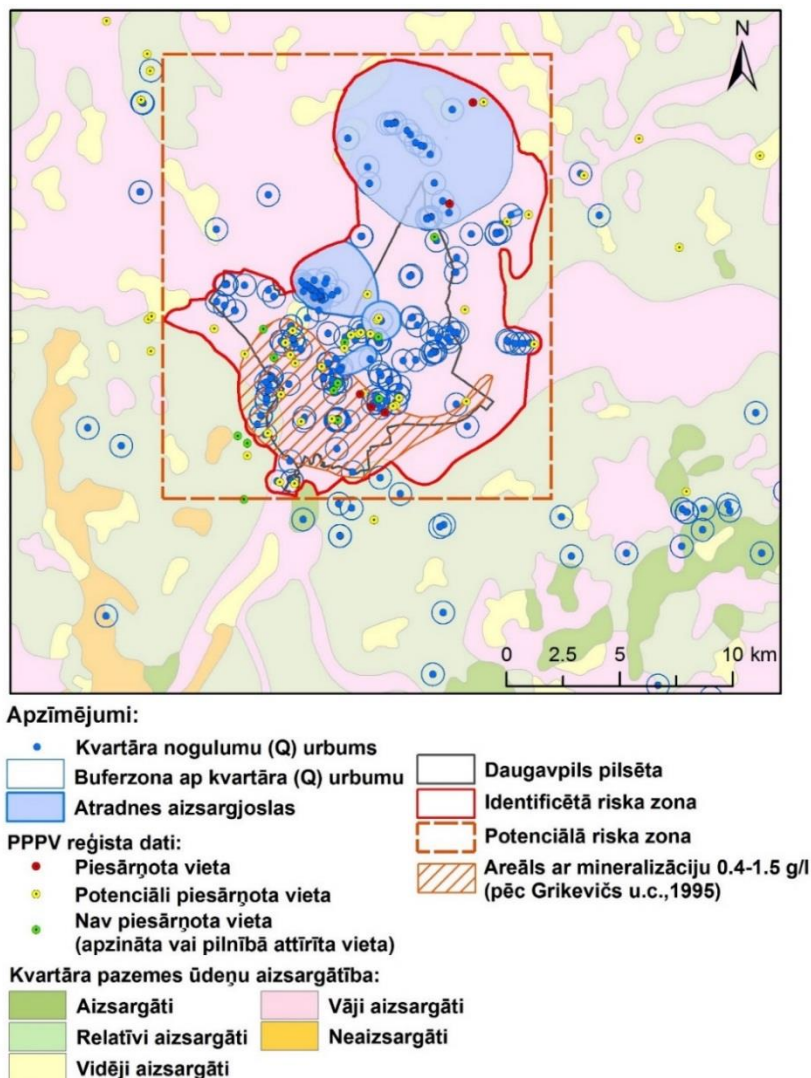 N
0 2.5 5 10 km
Apzīmējumi:
Kvartāra nogulumu (Q) urbums
Buferzona ap kvartāra (Q) urbumu
Atradnes aizsargjoslas
PPPV reģista dati:
Piesārņota vieta
Potenciāli piesārņota vieta
Nav piesārņota vieta
(apzināta vai pilnībā attīrīta vieta)
Daugavpils pilsēta
Identificētā riska zona
Potenciālā riska zona
Areāls ar mineralizāciju 0.4-1.5 g/l
(pēc Grikevičs u.c.,1995)
Kvartāra pazemes ūdeņu aizsargātība:
Aizsargāti
Relatīvi aizsargāti
Vidēji aizsargāti
Vāji aizsargāti
Neaizsargāti